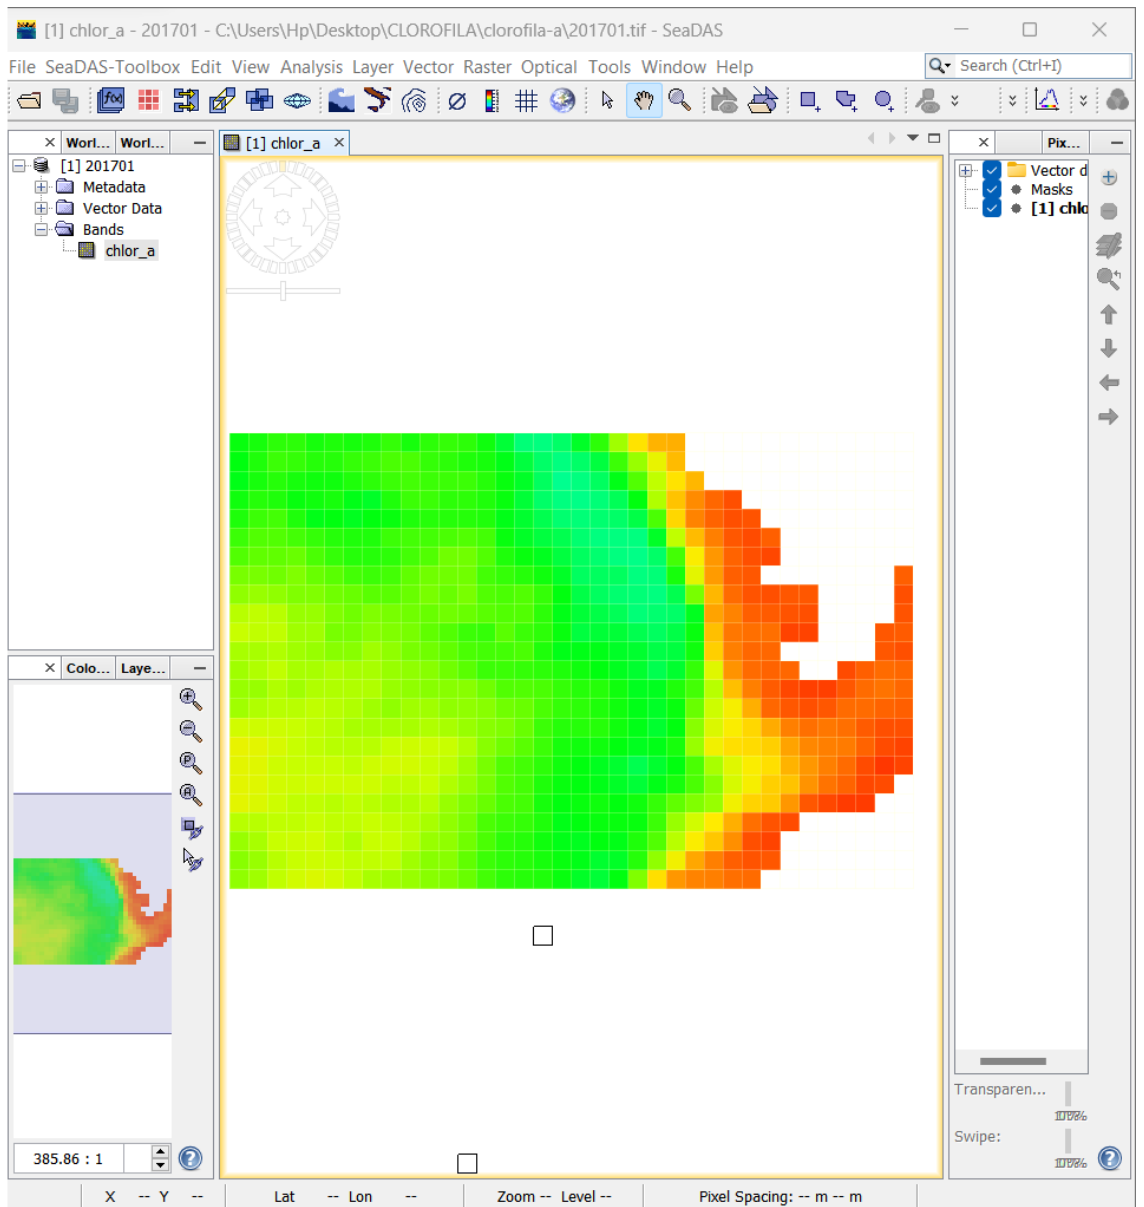 [1] chlor_a - 201701 - C:\Users\Hp\Desktop\CLOROFILA\clorofila-a\201701.tif - SeaDAS
File SeaDAS-Toolbox Edit View Analysis Layer Vector Raster Optical Tools Window Help
Search (Ctrl+I)
Worl... Worl...
[1] 201701
Metadata
Vector Data
Bands
chlor_a
[1] chlor_a
Pix...
Vector d
Masks
[1] chlo
Colo... Laye...
385.86 : 1
Transparen...
Swipe:
X -- Y -- Lat -- Lon -- Zoom -- Level -- Pixel Spacing: -- m -- m